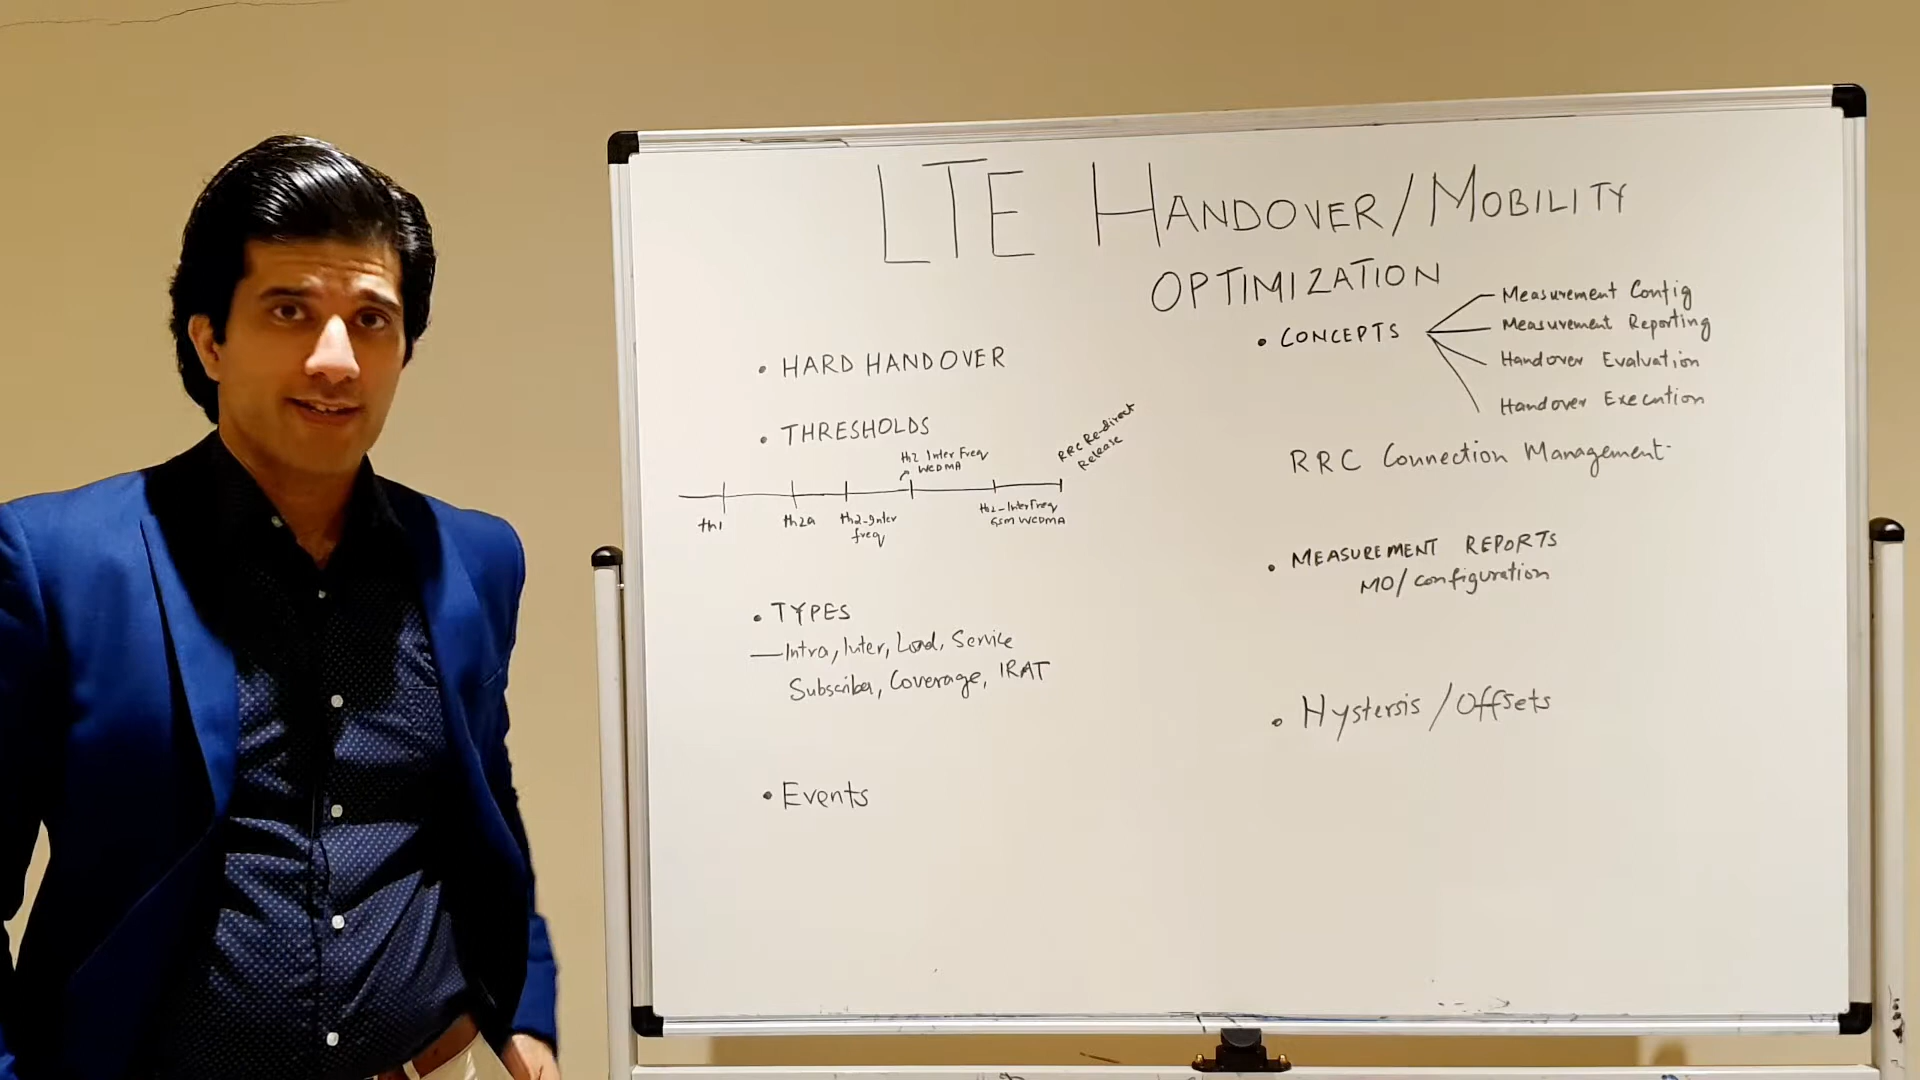 LTE HANDOVER/MOBILITY
OPTIMIZATION
• HARD HANDOVER
• THRESHOLDS
th2 Inter Freq
WCDMA
RRC Re-direct
Release
th1
th2a
th2-Inter
freq
th2-Interfreq
GSM WCDMA
• TYPES
—Intra, Inter, Load, Service
Subscriber, Coverage, IRAT
• Events
• CONCEPTS
Measurement Config
Measurement Reporting
Handover Evaluation
Handover Execution
RRC Connection Management
• MEASUREMENT REPORTS
MO/configuration
• Hystersis/Offsets